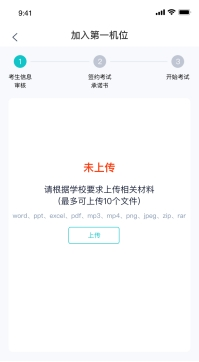 9:41
加入第一机位
1
2
3
考生信息
审核
签约考试
承诺书
开始考试
未上传
请根据学校要求上传相关材料
（最多可上传10个文件）
word、ppt、excel、pdf、mp3、mp4、png、jpeg、zip、rar
上传